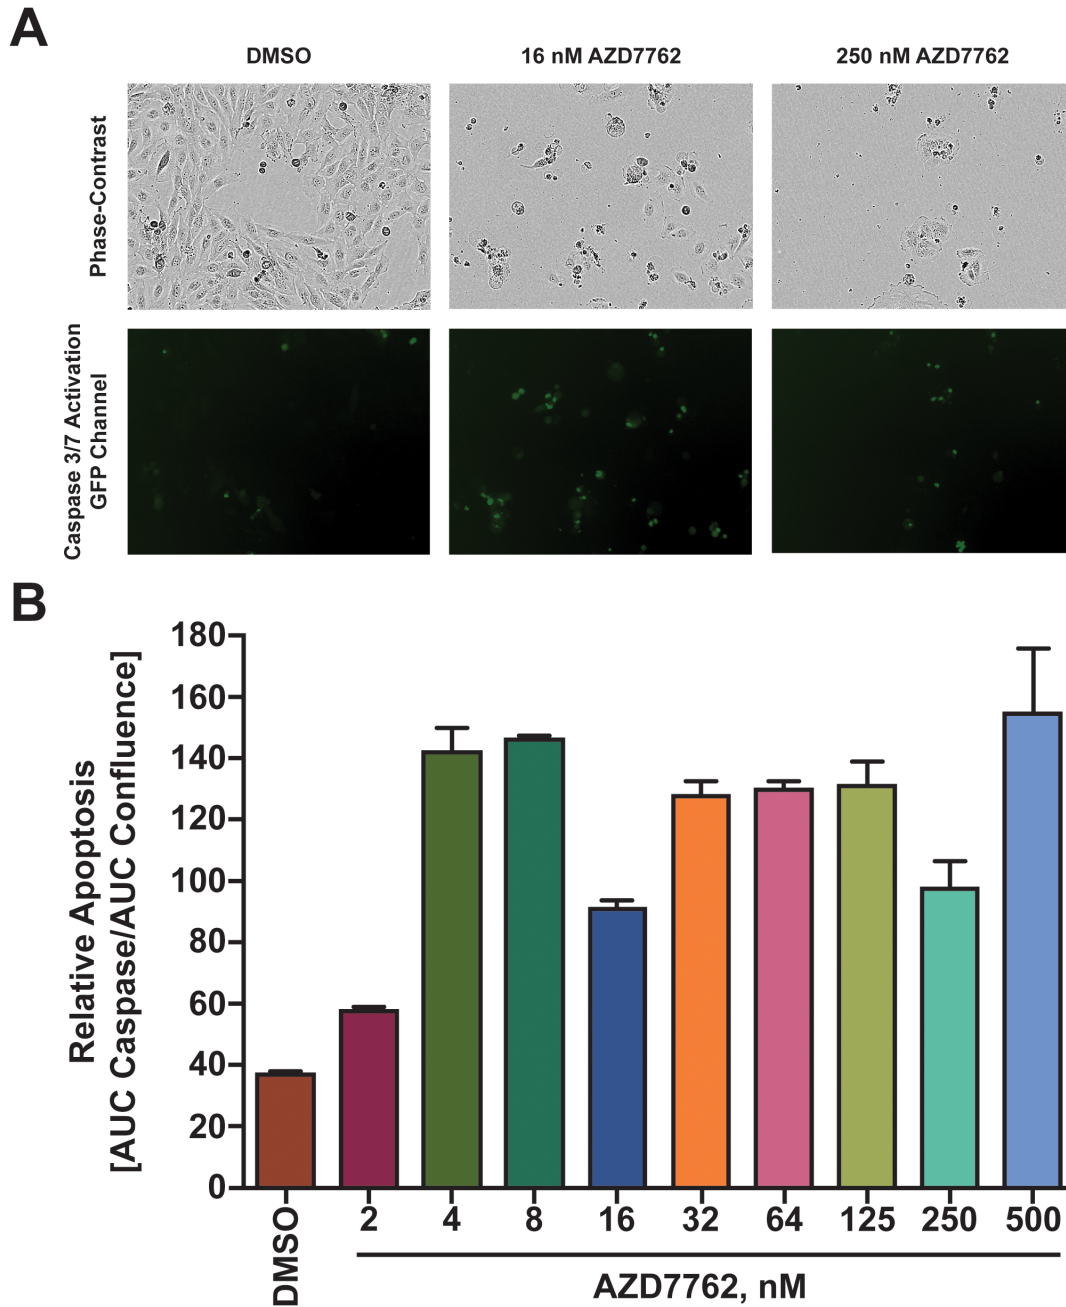 A
DMSO
16 nM AZD7762
250 nM AZD7762
Phase-Contrast
Caspase 3/7 Activation
GFP Channel
B
Relative Apoptosis
[AUC Caspase/AUC Confluence]
180
160
140
120
100
80
60
40
20
0
DMSO
2
4
8
16
32
64
125
250
500
AZD7762, nM